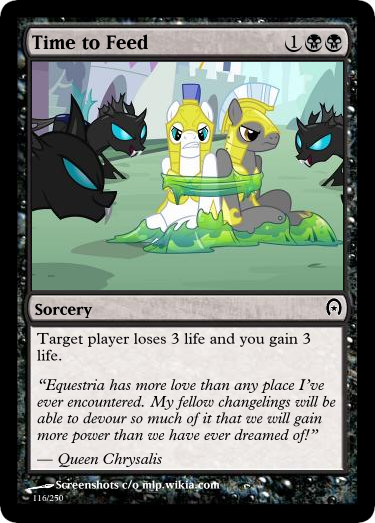 Time to Feed 1
Sorcery
Target player loses 3 life and you gain 3
life.
“Equestria has more love than any place I’ve
ever encountered. My fellow changelings will be
able to devour so much of it that we will gain
more power than we have ever dreamed of!”
— Queen Chrysalis
Screenshots c/o mlp.wikia.com
116/250